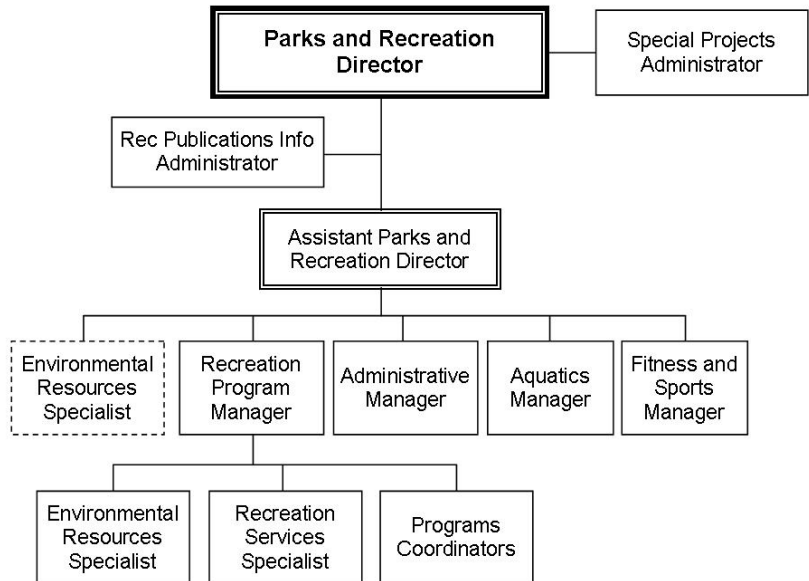 Parks and Recreation
Director
Special Projects
Administrator
Rec Publications Info
Administrator
Assistant Parks and
Recreation Director
Environmental
Resources
Specialist
Recreation
Program
Manager
Administrative
Manager
Aquatics
Manager
Fitness and
Sports
Manager
Environmental
Resources
Specialist
Recreation
Services
Specialist
Programs
Coordinators